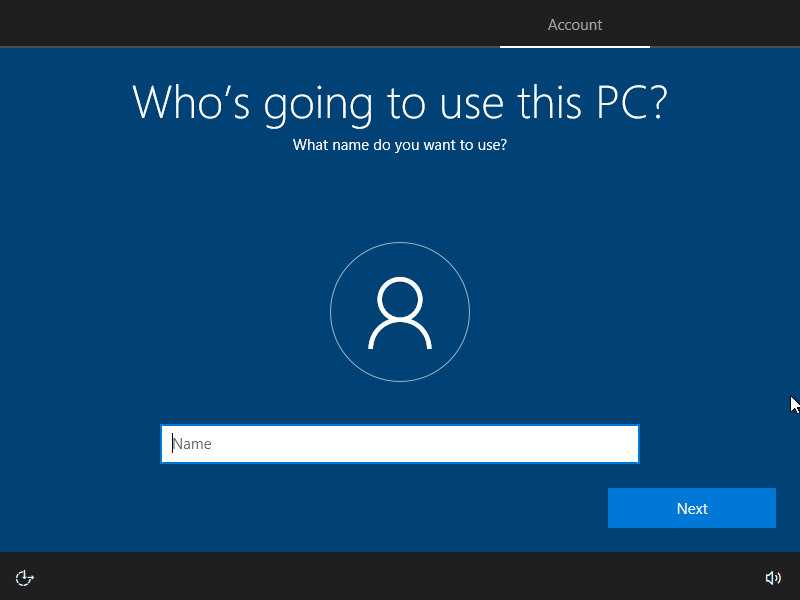 Account
Who’s going to use this PC?
What name do you want to use?
Name
Next